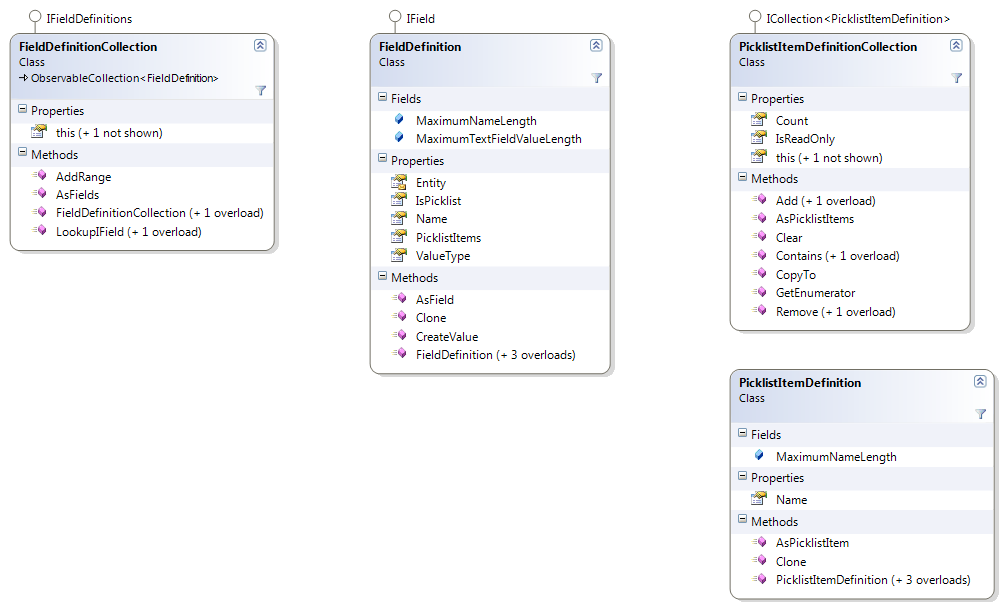 IFieldDefinitions
FieldDefinitionCollection
Class
ObservableCollection<FieldDefinition>
Properties
this (+ 1 not shown)
Methods
AddRange
AsFields
FieldDefinitionCollection (+ 1 overload)
LookupIField (+ 1 overload)
IField
FieldDefinition
Class
Fields
MaximumNameLength
MaximumTextFieldValueLength
Properties
Entity
IsPicklist
Name
PicklistItems
ValueType
Methods
AsField
Clone
CreateValue
FieldDefinition (+ 3 overloads)
ICollection<PicklistItemDefinition>
PicklistItemDefinitionCollection
Class
Properties
Count
IsReadOnly
this (+ 1 not shown)
Methods
Add (+ 1 overload)
AsPicklistItems
Clear
Contains (+ 1 overload)
CopyTo
GetEnumerator
Remove (+ 1 overload)
PicklistItemDefinition
Class
Fields
MaximumNameLength
Properties
Name
Methods
AsPicklistItem
Clone
PicklistItemDefinition (+ 3 overloads)